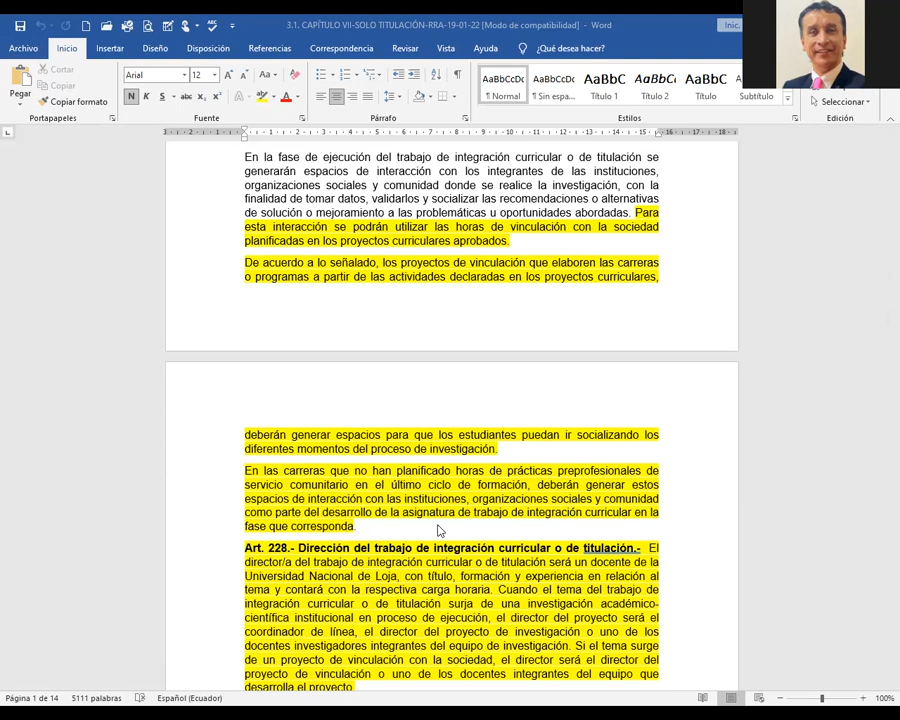 3.1. CAPÍTULO VII-SOLO TITULACIÓN-RRA-19-01-22 [Modo de compatibilidad] - Word
Inic.
Archivo Inicio Insertar Diseño Disposición Referencias Correspondencia Revisar Vista Ayuda ¿Qué desea hacer?
Pegar
Cortar
Copiar
Copiar formato
Arial 12
AaBbCcDc AaBbCcDc AaBbC AaBbCc AaBbC
¶ Normal ¶ Sin espa... Título 1 Título 2 Título Subtítulo
Seleccionar
Portapapeles Fuente Párrafo Estilos Edición
En la fase de ejecución del trabajo de integración curricular o de titulación se
generarán espacios de interacción con los integrantes de las instituciones,
organizaciones sociales y comunidad donde se realice la investigación, con la
finalidad de tomar datos, validarlos y socializar las recomendaciones o alternativas
de solución o mejoramiento a las problemáticas u oportunidades abordadas. Para
esta interacción se podrán utilizar las horas de vinculación con la sociedad
planificadas en los proyectos curriculares aprobados.
De acuerdo a lo señalado, los proyectos de vinculación que elaboren las carreras
o programas a partir de las actividades declaradas en los proyectos curriculares,
deberán generar espacios para que los estudiantes puedan ir socializando los
diferentes momentos del proceso de investigación.
En las carreras que no han planificado horas de prácticas preprofesionales de
servicio comunitario en el último ciclo de formación, deberán generar estos
espacios de interacción con las instituciones, organizaciones sociales y comunidad
como parte del desarrollo de la asignatura de trabajo de integración curricular en la
fase que corresponda.
Art. 228.- Dirección del trabajo de integración curricular o de titulación.- El
director/a del trabajo de integración curricular o de titulación será un docente de la
Universidad Nacional de Loja, con título, formación y experiencia en relación al
tema y contará con la respectiva carga horaria. Cuando el tema del trabajo de
integración curricular o de titulación surja de una investigación académico-
científica institucional en proceso de ejecución, el director del proyecto será el
coordinador de línea, el director del proyecto de investigación o uno de los
docentes investigadores integrantes del equipo de investigación. Si el tema surge
de un proyecto de vinculación con la sociedad, el director será el director del
proyecto de vinculación o uno de los docentes integrantes del equipo que
desarrolla el proyecto.
Página 1 de 14 5111 palabras Español (Ecuador) 100%